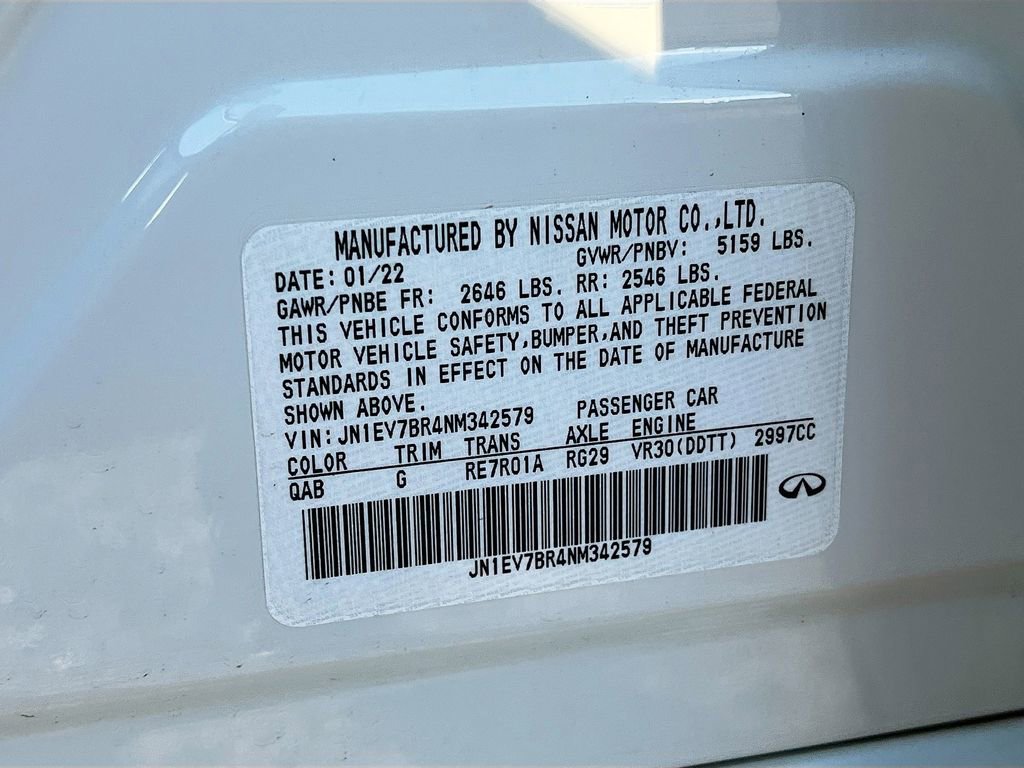 MANUFACTURED BY NISSAN MOTOR CO.,LTD.
DATE: 01/22 GVWR/PNBV: 5159 LBS.
GAWR/PNBE FR: 2646 LBS. RR: 2546 LBS.
THIS VEHICLE CONFORMS TO ALL APPLICABLE FEDERAL
MOTOR VEHICLE SAFETY,BUMPER,AND THEFT PREVENTION
STANDARDS IN EFFECT ON THE DATE OF MANUFACTURE
SHOWN ABOVE.
VIN: JN1EV7BR4NM342579 PASSENGER CAR
COLOR TRIM TRANS AXLE ENGINE
QAB G RE7R01A RG29 VR30(DDTT) 2997CC
JN1EV7BR4NM342579